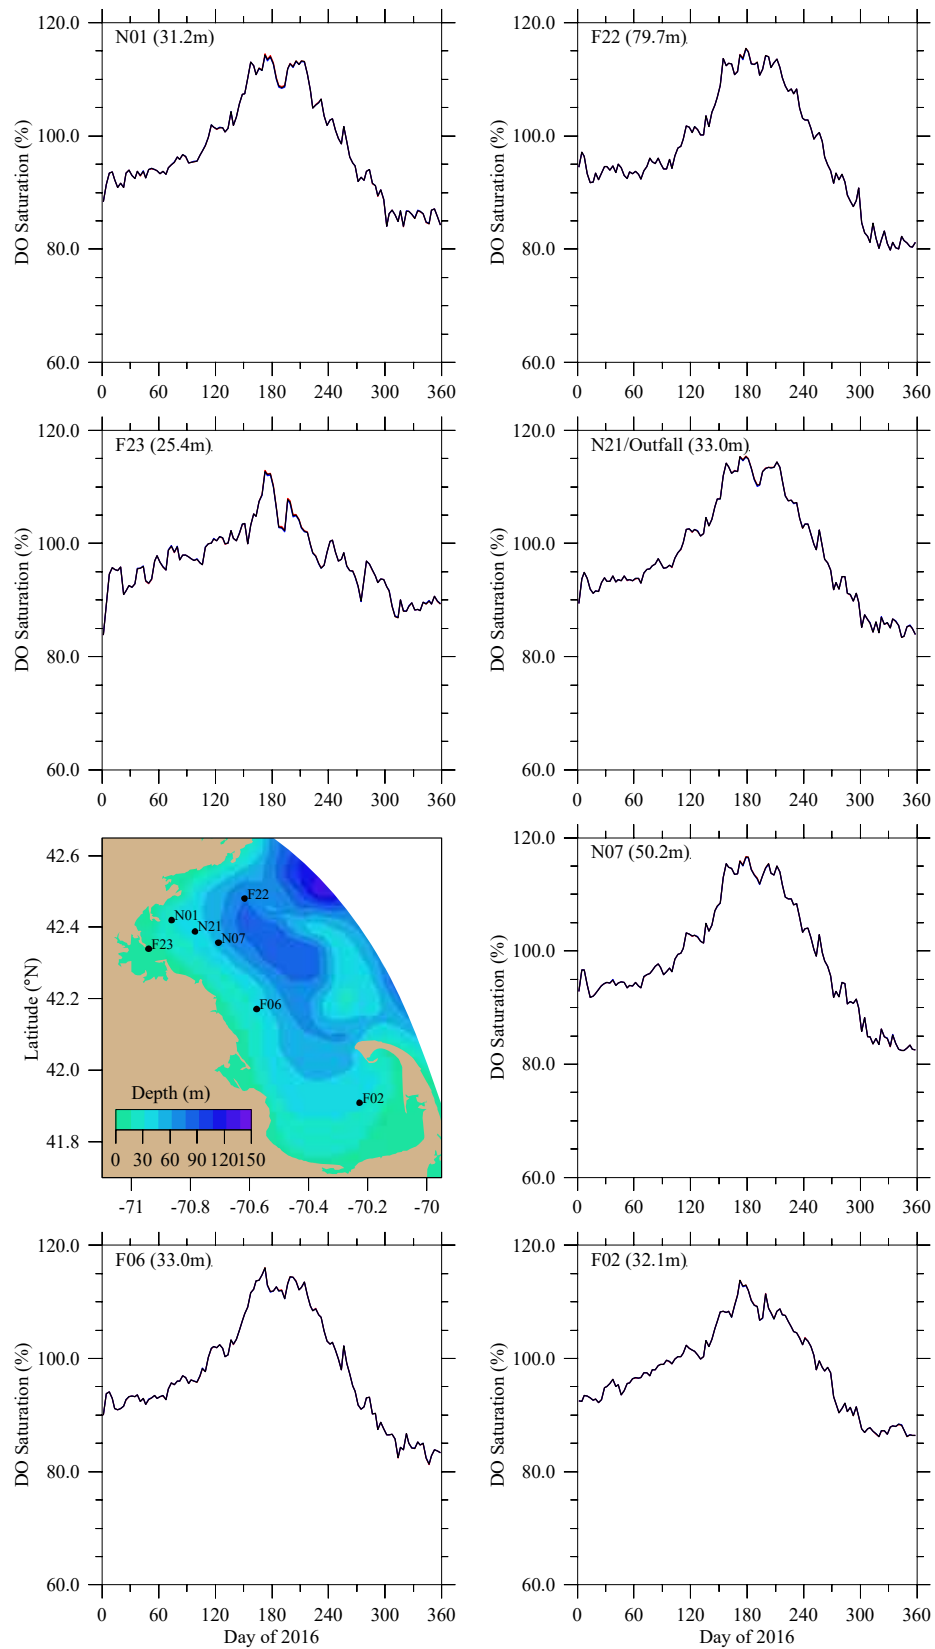 120.0
100.0
80.0
60.0
DO Saturation (%)
N01 (31.2m)
0 60 120 180 240 300 360
120.0
100.0
80.0
60.0
DO Saturation (%)
F22 (79.7m)
0 60 120 180 240 300 360
120.0
100.0
80.0
60.0
DO Saturation (%)
F23 (25.4m)
0 60 120 180 240 300 360
120.0
100.0
80.0
60.0
DO Saturation (%)
N21/Outfall (33.0m)
0 60 120 180 240 300 360
42.6
42.4
42.2
42.0
41.8
Latitude (°N)
F22
N01
N21
N07
F23
F06
F02
Depth (m)
0 30 60 90 120 150
-71 -70.8 -70.6 -70.4 -70.2 -70
120.0
100.0
80.0
60.0
DO Saturation (%)
N07 (50.2m)
0 60 120 180 240 300 360
120.0
100.0
80.0
60.0
DO Saturation (%)
F06 (33.0m)
0 60 120 180 240 300 360
Day of 2016
120.0
100.0
80.0
60.0
DO Saturation (%)
F02 (32.1m)
0 60 120 180 240 300 360
Day of 2016